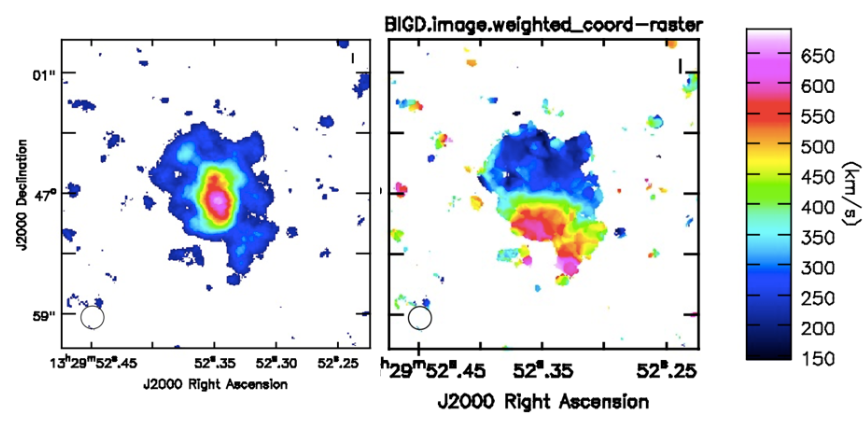 BIGD.image.weighted_coord-raster
01"
47"
59"
J2000 Declination
13ʰ29ᵐ52ˢ.45 52ˢ.35 52ˢ.30 52ˢ.25
J2000 Right Ascension
I
ʰ29ᵐ52ˢ.45 52ˢ.35 52ˢ.25
J2000 Right Ascension
I
650
600
550
500
450
400
350
300
250
200
150
(km/s)